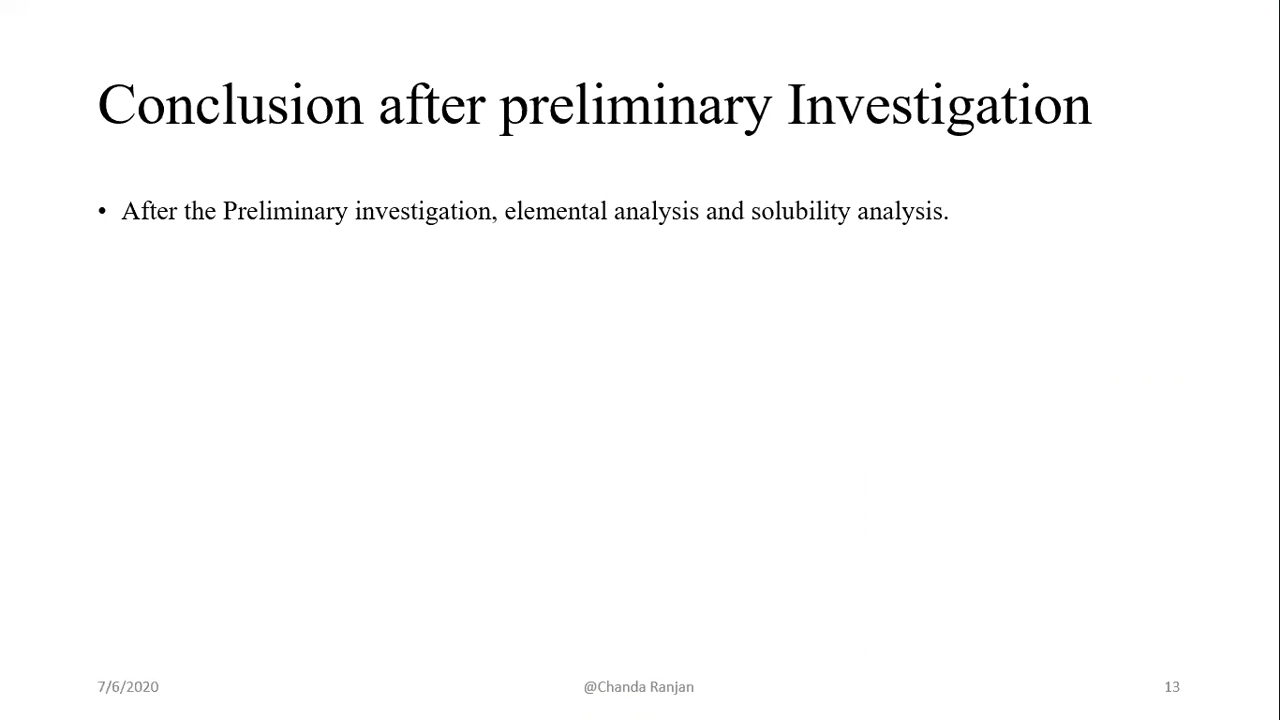 Conclusion after preliminary Investigation
• After the Preliminary investigation, elemental analysis and solubility analysis.
7/6/2020 @Chanda Ranjan 13